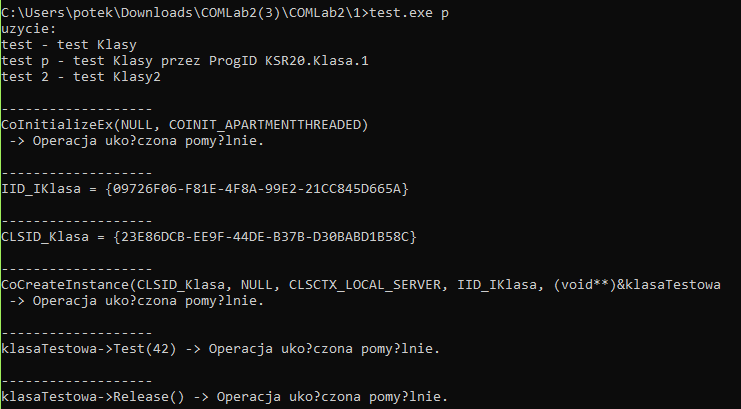 C:\Users\potek\Downloads\COMLab2(3)\COMLab2\1>test.exe p
uzycie:
test - test Klasy
test p - test Klasy przez ProgID KSR20.Klasa.1
test 2 - test Klasy2
-------------------
CoInitializeEx(NULL, COINIT_APARTMENTTHREADED)
-> Operacja uko?czona pomy?lnie.
-------------------
IID_IKlasa = {09726F06-F81E-4F8A-99E2-21CC845D665A}
-------------------
CLSID_Klasa = {23E86DCB-EE9F-44DE-B37B-D30BABD1B58C}
-------------------
CoCreateInstance(CLSID_Klasa, NULL, CLSCTX_LOCAL_SERVER, IID_IKlasa, (void**)&klasaTestowa
-> Operacja uko?czona pomy?lnie.
-------------------
klasaTestowa->Test(42) -> Operacja uko?czona pomy?lnie.
-------------------
klasaTestowa->Release() -> Operacja uko?czona pomy?lnie.